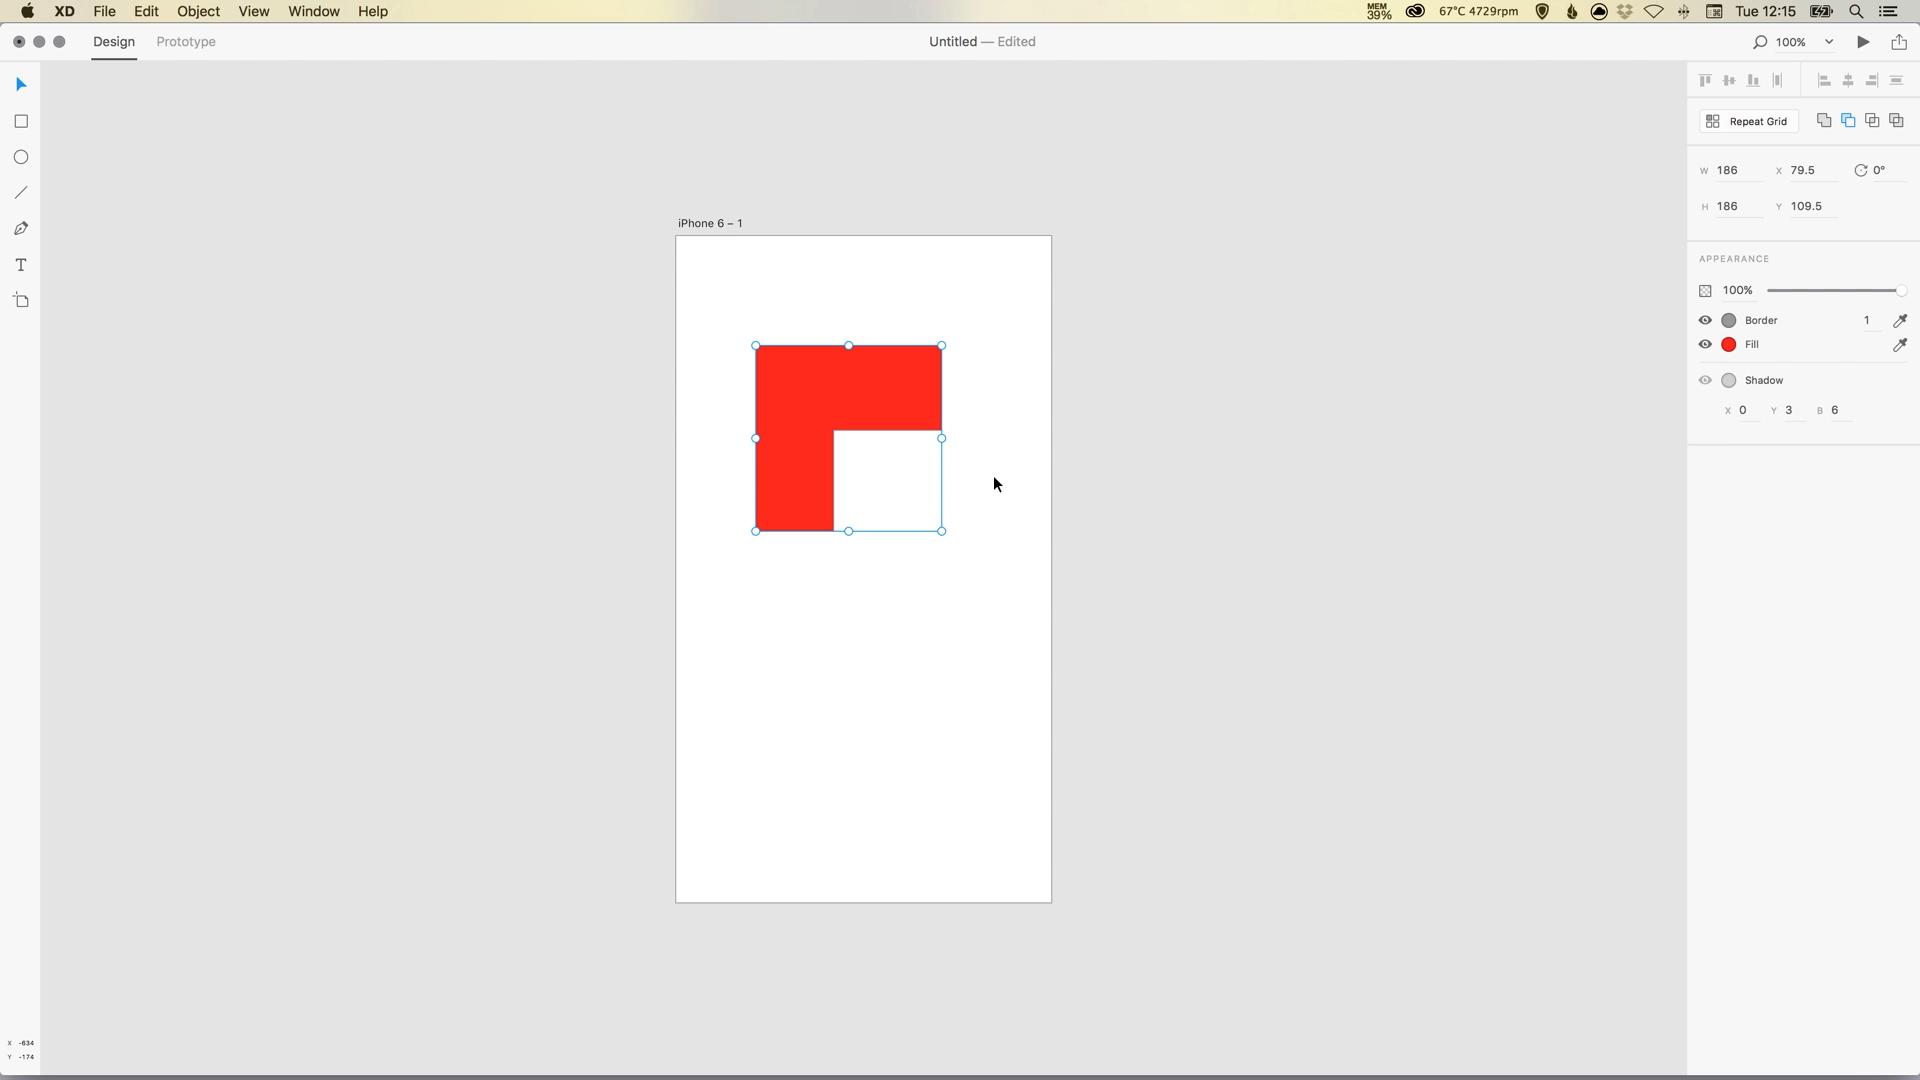 XD File Edit Object View Window Help
MEM
39%
67°C 4729rpm
Tue 12:15
Design Prototype
Untitled — Edited
100%
Repeat Grid
W 186 X 79.5 0°
H 186 Y 109.5
APPEARANCE
100%
Border 1
Fill
Shadow
X 0 Y 3 B 6
iPhone 6 – 1
X -634
Y -174